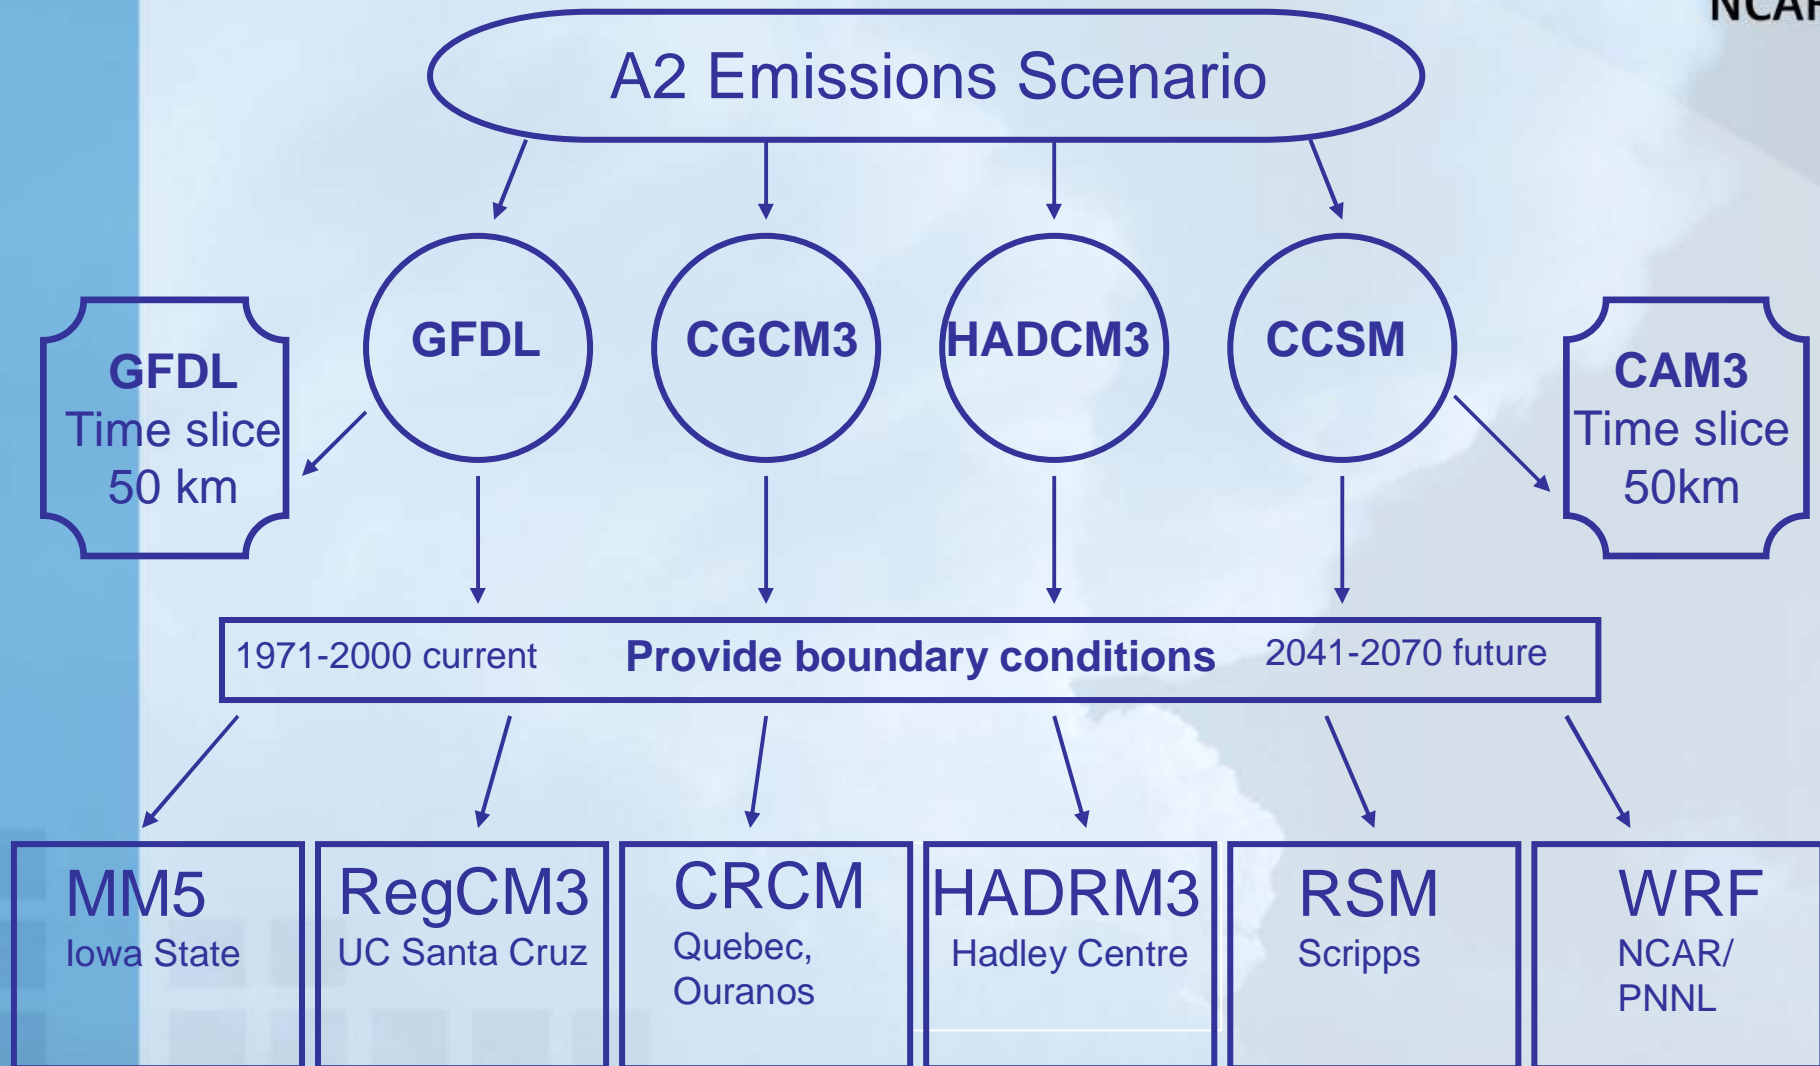 NCAR
A2 Emissions Scenario
GFDL
CGCM3
HADCM3
CCSM
GFDL
Time slice
50 km
CAM3
Time slice
50km
1971-2000 current
Provide boundary conditions
2041-2070 future
MM5
Iowa State
RegCM3
UC Santa Cruz
CRCM
Quebec,
Ouranos
HADRM3
Hadley Centre
RSM
Scripps
WRF
NCAR/
PNNL